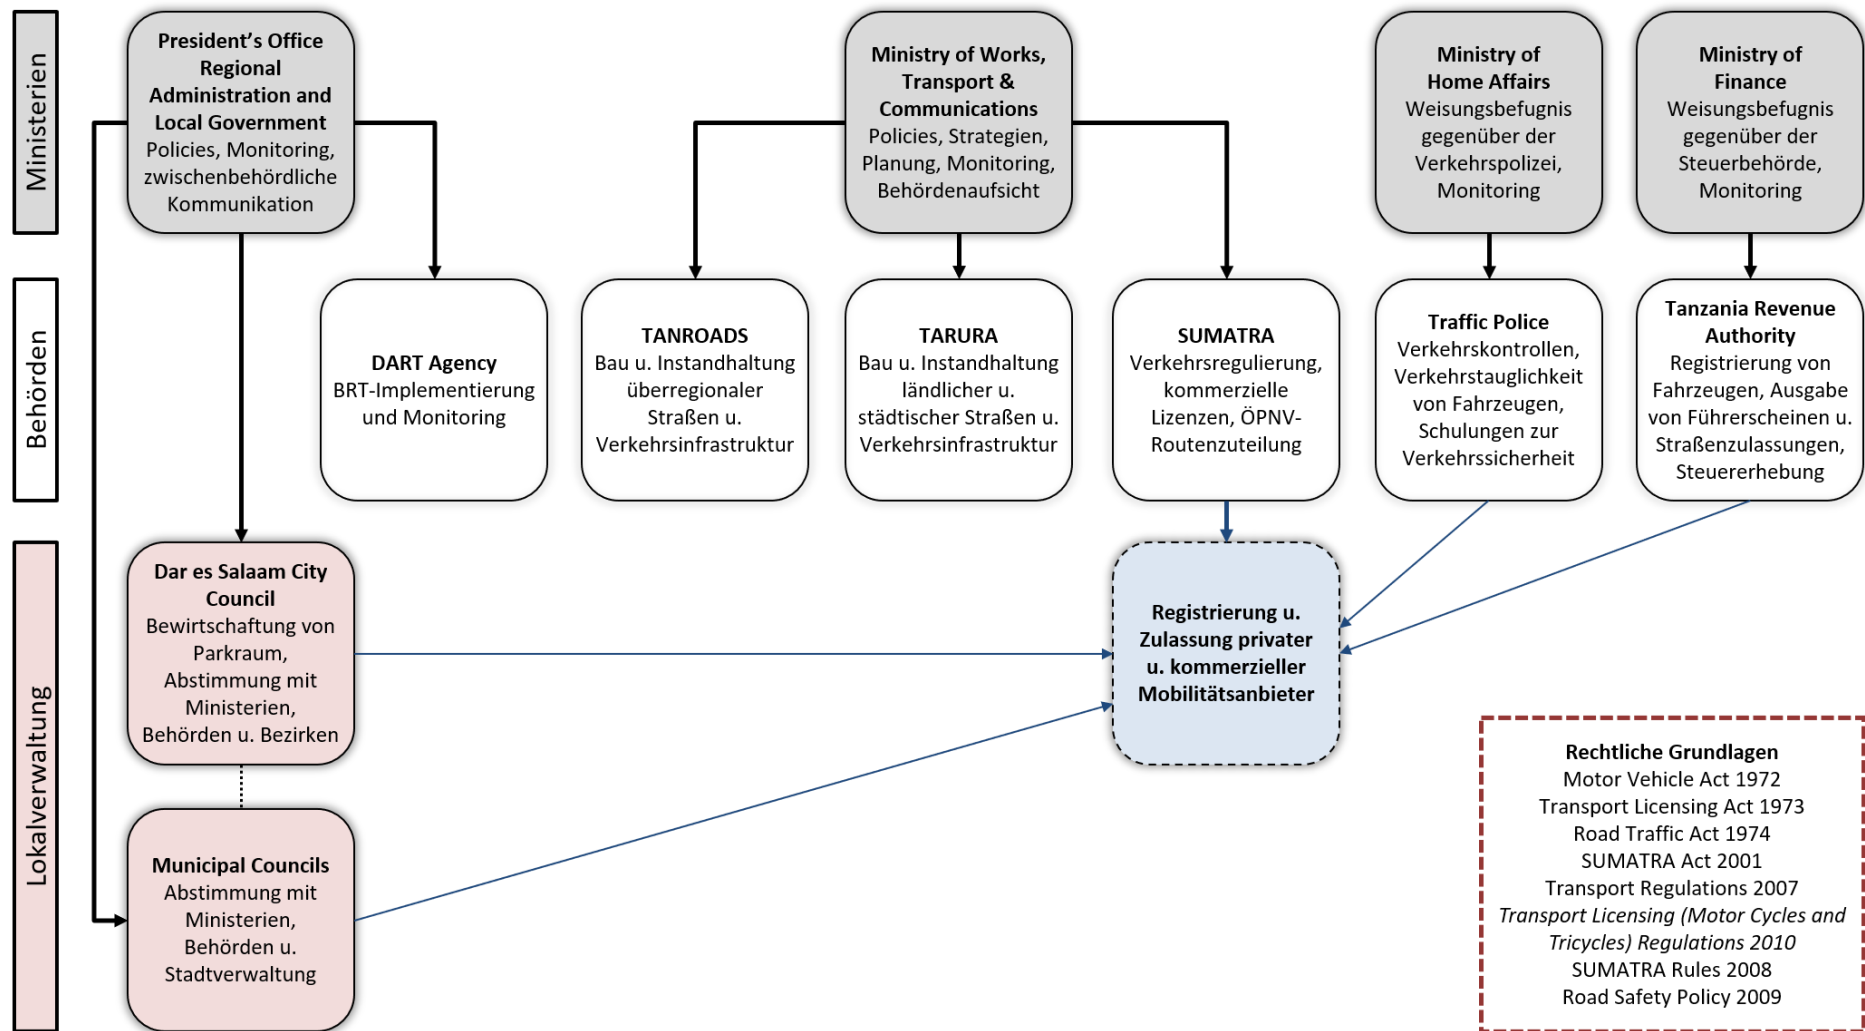 Ministerien
President’s Office
Regional
Administration and
Local Government
Policies, Monitoring,
zwischenbehördliche
Kommunikation
Ministry of Works,
Transport &
Communications
Policies, Strategien,
Planung, Monitoring,
Behördenaufsicht
Ministry of
Home Affairs
Weisungsbefugnis
gegenüber der
Verkehrspolizei,
Monitoring
Ministry of
Finance
Weisungsbefugnis
gegenüber der
Steuerbehörde,
Monitoring
Behörden
DART Agency
BRT-Implementierung
und Monitoring
TANROADS
Bau u. Instandhaltung
überregionaler
Straßen u.
Verkehrsinfrastruktur
TARURA
Bau u. Instandhaltung
ländlicher u.
städtischer Straßen u.
Verkehrsinfrastruktur
SUMATRA
Verkehrsregulierung,
kommerzielle
Lizenzen, ÖPNV-
Routenzuteilung
Traffic Police
Verkehrskontrollen,
Verkehrstauglichkeit
von Fahrzeugen,
Schulungen zur
Verkehrssicherheit
Tanzania Revenue
Authority
Registrierung von
Fahrzeugen, Ausgabe
von Führerscheinen u.
Straßenzulassungen,
Steuererhebung
Lokalverwaltung
Dar es Salaam City
Council
Bewirtschaftung von
Parkraum,
Abstimmung mit
Ministerien,
Behörden u. Bezirken
Registrierung u.
Zulassung privater
u. kommerzieller
Mobilitätsanbieter
Municipal Councils
Abstimmung mit
Ministerien,
Behörden u.
Stadtverwaltung
Rechtliche Grundlagen
Motor Vehicle Act 1972
Transport Licensing Act 1973
Road Traffic Act 1974
SUMATRA Act 2001
Transport Regulations 2007
Transport Licensing (Motor Cycles and
Tricycles) Regulations 2010
SUMATRA Rules 2008
Road Safety Policy 2009